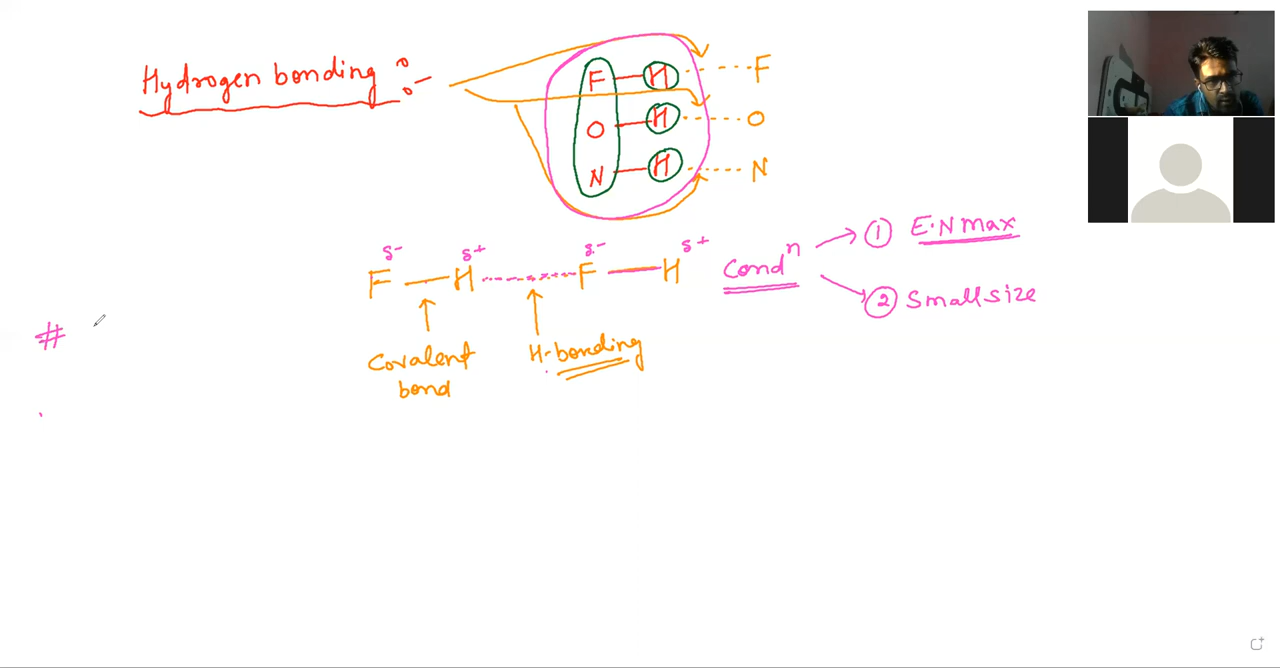 Hydrogen bonding :-
F — H ...... F
O — H ...... O
N — H ...... N
δ- δ+ δ- δ+
F — H ------ F — H
Condⁿ
① E.N max
② Small size
#
Covalent bond
H-bonding